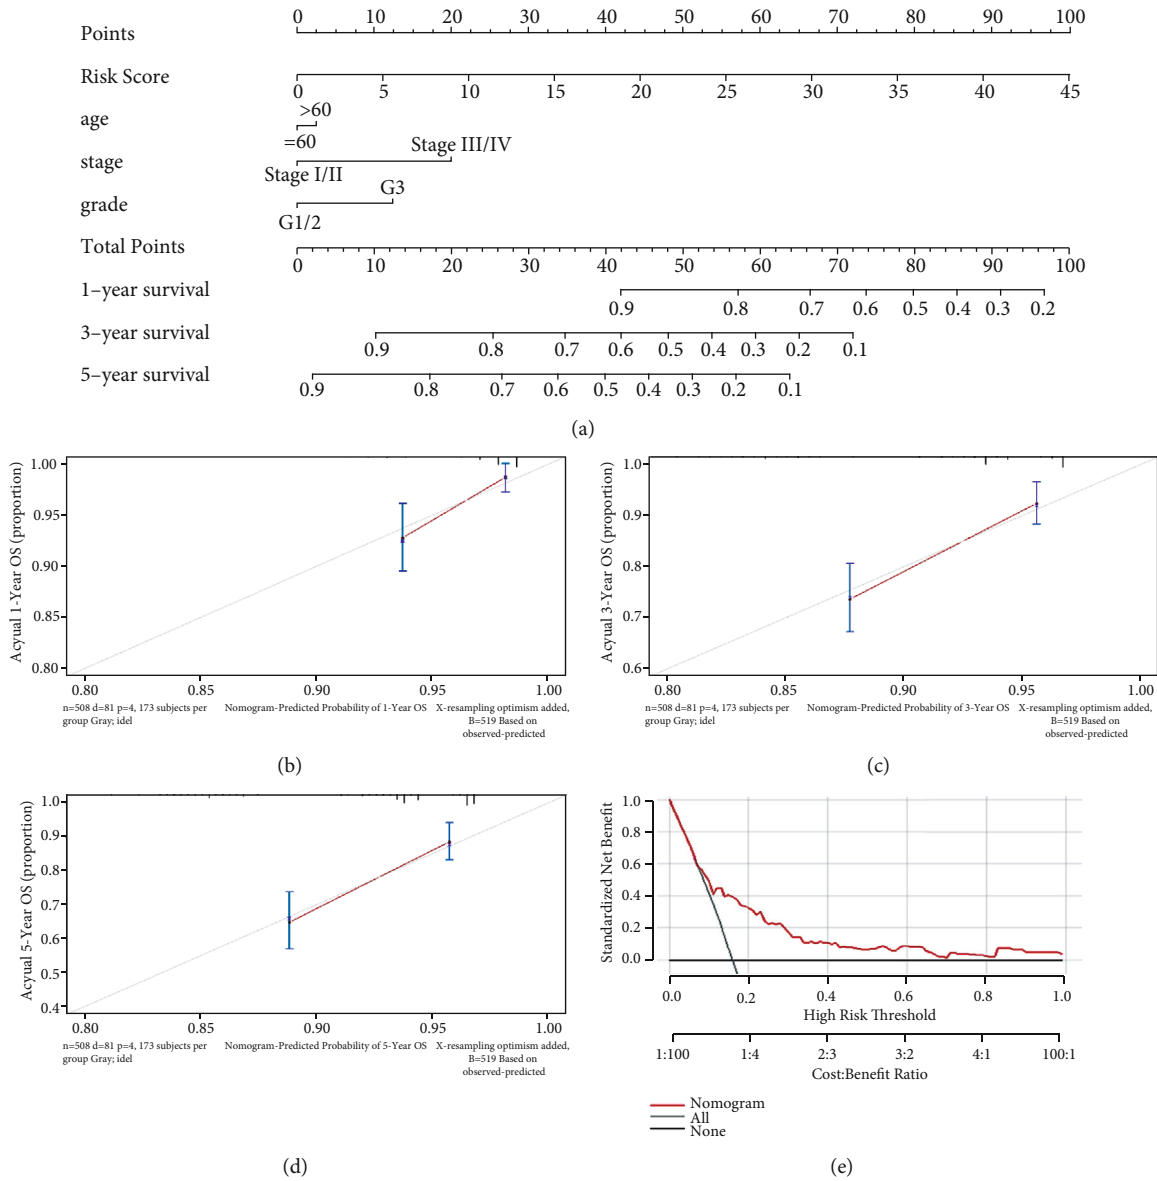 Points
0 10 20 30 40 50 60 70 80 90 100
Risk Score
0 5 10 15 20 25 30 35 40 45
age
>60
=60
stage
Stage III/IV
Stage I/II
grade
G3
G1/2
Total Points
0 10 20 30 40 50 60 70 80 90 100
1–year survival
0.9 0.8 0.7 0.6 0.5 0.4 0.3 0.2
3–year survival
0.9 0.8 0.7 0.6 0.5 0.4 0.3 0.2 0.1
5–year survival
0.9 0.8 0.7 0.6 0.5 0.4 0.3 0.2 0.1
(a)
Acyual 1-Year OS (proportion)
1.00
0.95
0.90
0.85
0.80
0.80 0.85 0.90 0.95 1.00
n=508 d=81 p=4, 173 subjects per
group Gray; idel
Nomogram-Predicted Probability of 1-Year OS
X-resampling optimism added,
B=519 Based on
observed-predicted
(b)
Acyual 3-Year OS (proportion)
1.0
0.9
0.8
0.7
0.6
0.80 0.85 0.90 0.95 1.00
n=508 d=81 p=4, 173 subjects per
group Gray; idel
Nomogram-Predicted Probability of 3-Year OS
X-resampling optimism added,
B=519 Based on
observed-predicted
(c)
Acyual 5-Year OS (proportion)
1.0
0.9
0.8
0.7
0.6
0.5
0.4
0.80 0.85 0.90 0.95 1.00
n=508 d=81 p=4, 173 subjects per
group Gray; idel
Nomogram-Predicted Probability of 5-Year OS
X-resampling optimism added,
B=519 Based on
observed-predicted
(d)
Standardized Net Benefit
1.0
0.8
0.6
0.4
0.2
0.0
0.0 0.2 0.4 0.6 0.8 1.0
High Risk Threshold
1:100 1:4 2:3 3:2 4:1 100:1
Cost:Benefit Ratio
Nomogram
All
None
(e)